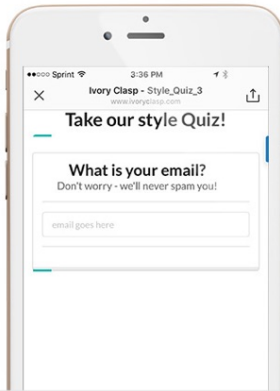 Sprint 3:36 PM
Ivory Clasp - Style_Quiz_3
www.ivoryclasp.com
Take our style Quiz!
What is your email?
Don't worry - we'll never spam you!
email goes here